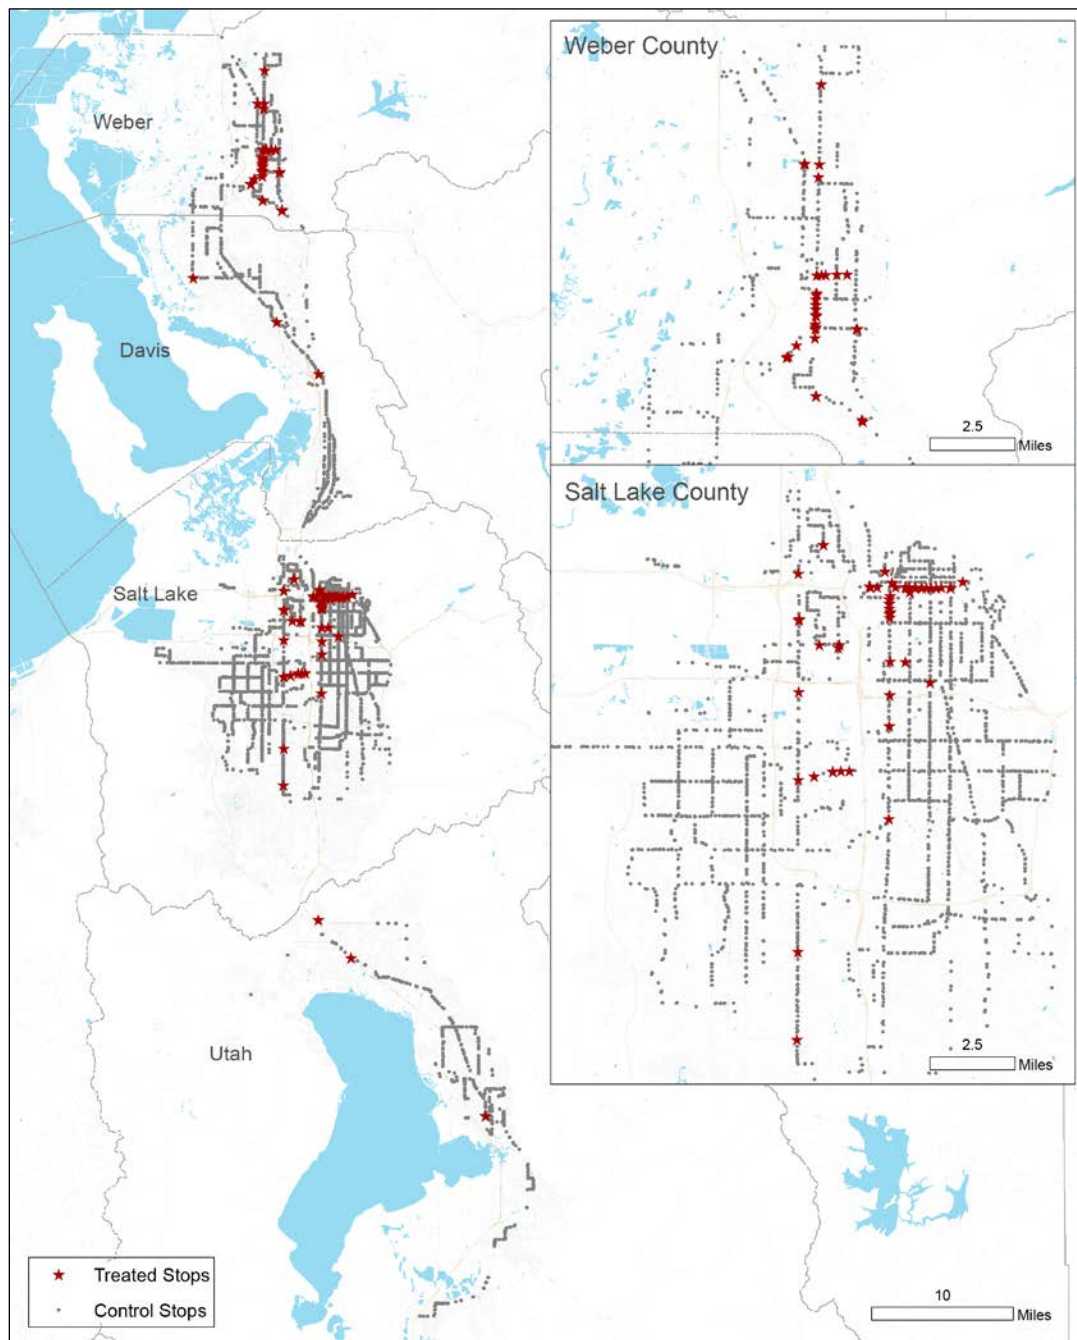 Weber County
Weber
Davis
2.5
Miles
Salt Lake County
Salt Lake
2.5
Miles
Utah
Treated Stops
Control Stops
10
Miles